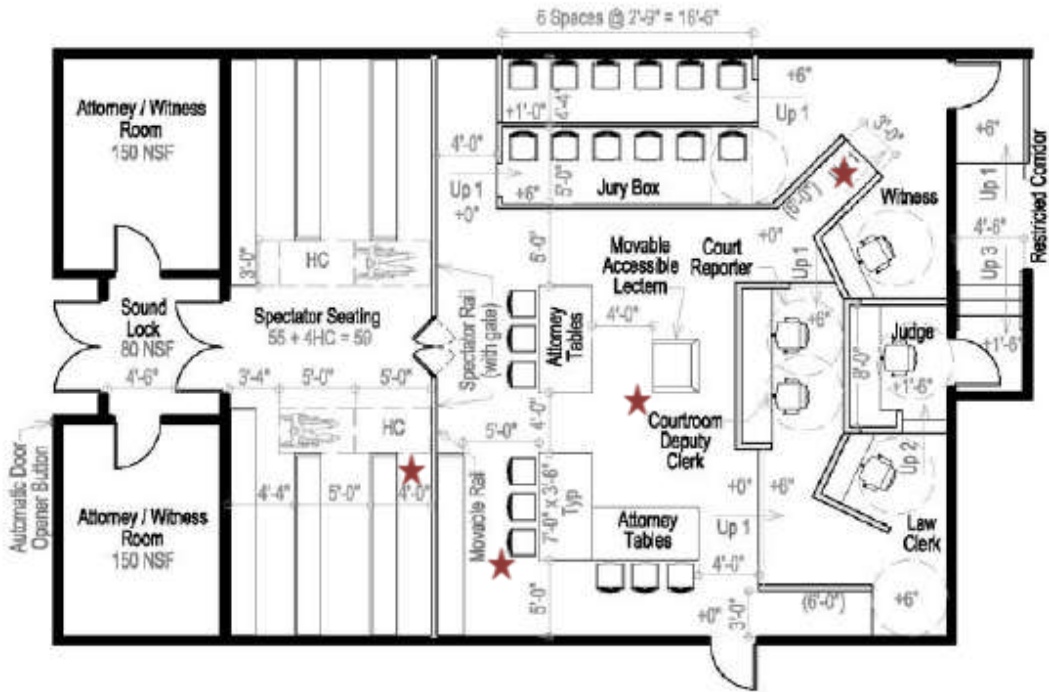 6 Spaces @ 2'-9" = 16'-6"
Attorney / Witness
Room
150 NSF
+1'-0"
4'-4"
+6"
Up 1
4'-0"
Up 1
+0"
+6"
5'-0"
Jury Box
3'-0"
(6'-0")
Witness
+6"
Up 1
Restricted Corridor
4'-6"
Up 3
+1'-6"
+0"
Up 1
Movable
Accessible
Lectern
Court
Reporter
3'-0"
HC
6'-0"
Sound
Lock
80 NSF
Spectator Seating
55 + 4HC = 59
Spectator Rail
(with gate)
Attorney
Tables
4'-0"
+6"
Judge
8'-0"
+1'-6"
4'-6"
3'-4"
5'-0"
5'-0"
HC
4'-0"
5'-0"
Courtroom
Deputy
Clerk
Up 2
Automatic Door
Opener Button
4'-4"
5'-0"
4'-0"
Movable Rail
7'-0" x 3'-6"
Typ
+0"
+6"
Attorney / Witness
Room
150 NSF
Attorney
Tables
Up 1
Law
Clerk
4'-0"
5'-0"
+0"
3'-0"
(6'-0")
+6"